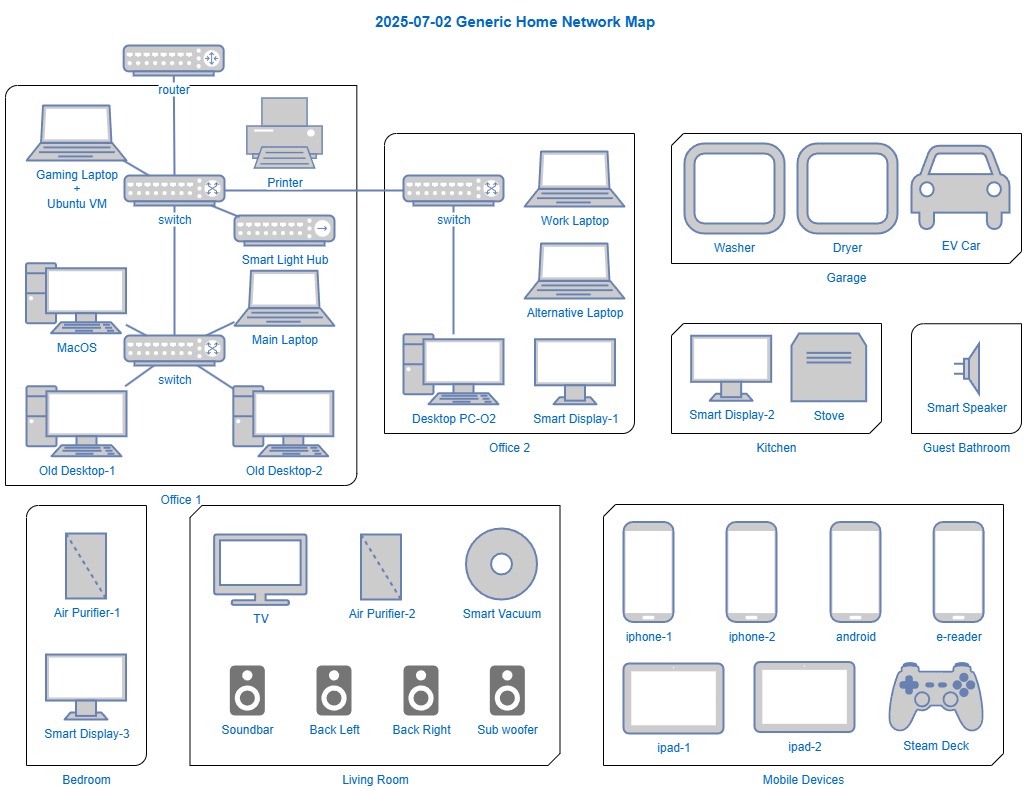 2025-07-02 Generic Home Network Map
router
Gaming Laptop
+
Ubuntu VM
Printer
switch
Smart Light Hub
MacOS
Main Laptop
switch
Old Desktop-1
Old Desktop-2
Office 1
switch
Work Laptop
Alternative Laptop
Desktop PC-O2
Smart Display-1
Office 2
Washer
Dryer
EV Car
Garage
Smart Display-2
Stove
Kitchen
Smart Speaker
Guest Bathroom
Air Purifier-1
Smart Display-3
Bedroom
TV
Air Purifier-2
Smart Vacuum
Soundbar
Back Left
Back Right
Sub woofer
Living Room
iphone-1
iphone-2
android
e-reader
ipad-1
ipad-2
Steam Deck
Mobile Devices